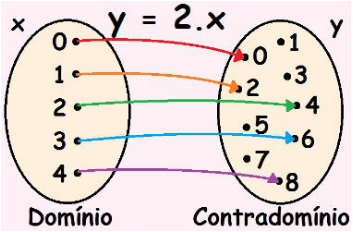 x y = 2.x y
0 0 1
1 2 3
2 4
3 5 6
4 7 8
Domínio Contradomínio